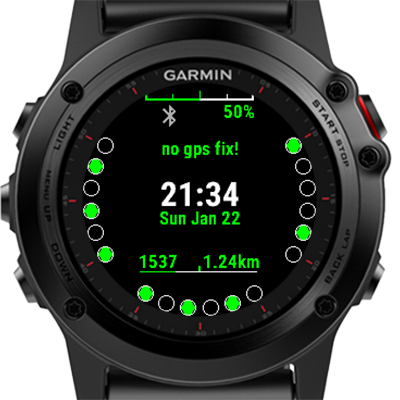 GARMIN
50%
LIGHT
START STOP
no gps fix!
MENU UP
21:34
Sun Jan 22
DOWN
BACK LAP
1537 ,1.24km